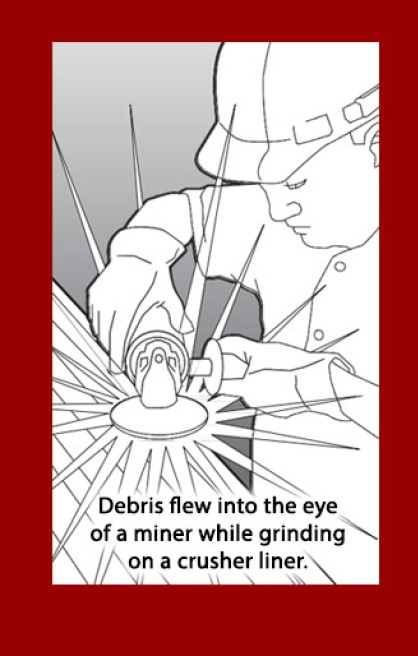 Debris flew into the eye
of a miner while grinding
on a crusher liner.